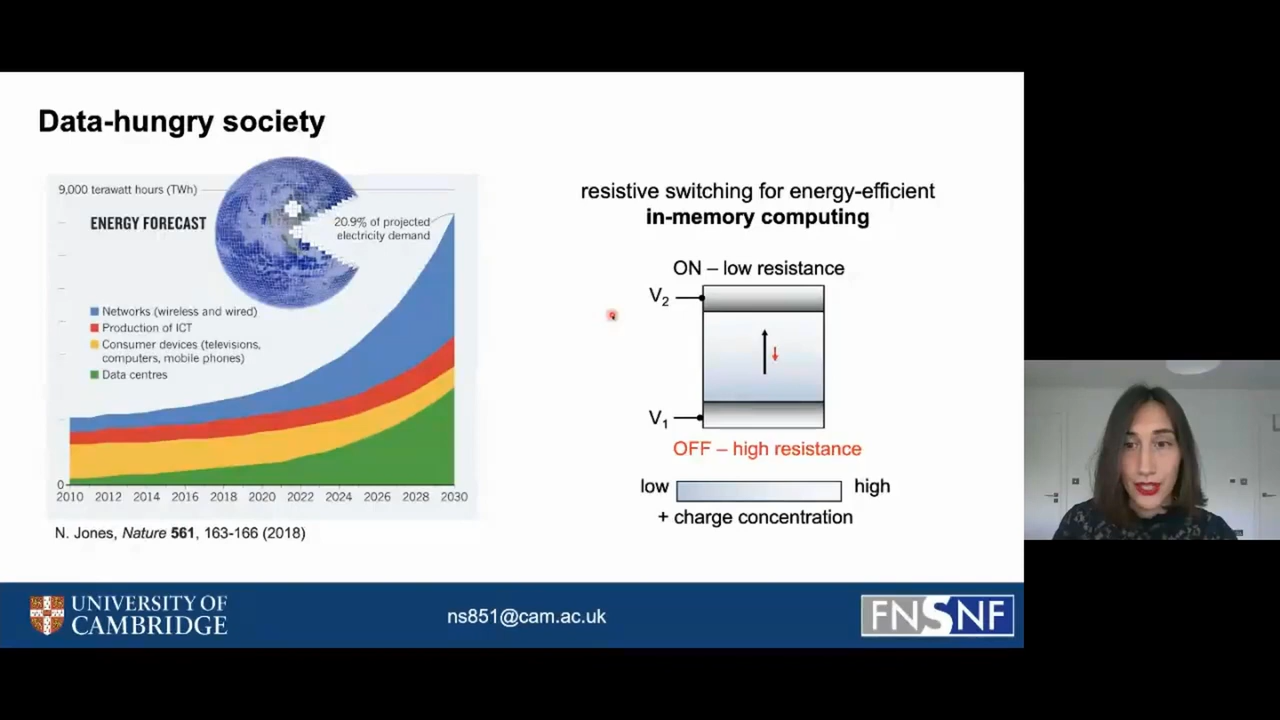 Data-hungry society
9,000 terawatt hours (TWh)
ENERGY FORECAST
20.9% of projected
electricity demand
Networks (wireless and wired)
Production of ICT
Consumer devices (televisions,
computers, mobile phones)
Data centres
0
2010 2012 2014 2016 2018 2020 2022 2024 2026 2028 2030
N. Jones, Nature 561, 163-166 (2018)
resistive switching for energy-efficient
in-memory computing
ON – low resistance
V₂
V₁
OFF – high resistance
low high
+ charge concentration
UNIVERSITY OF
CAMBRIDGE
ns851@cam.ac.uk
FNSNF